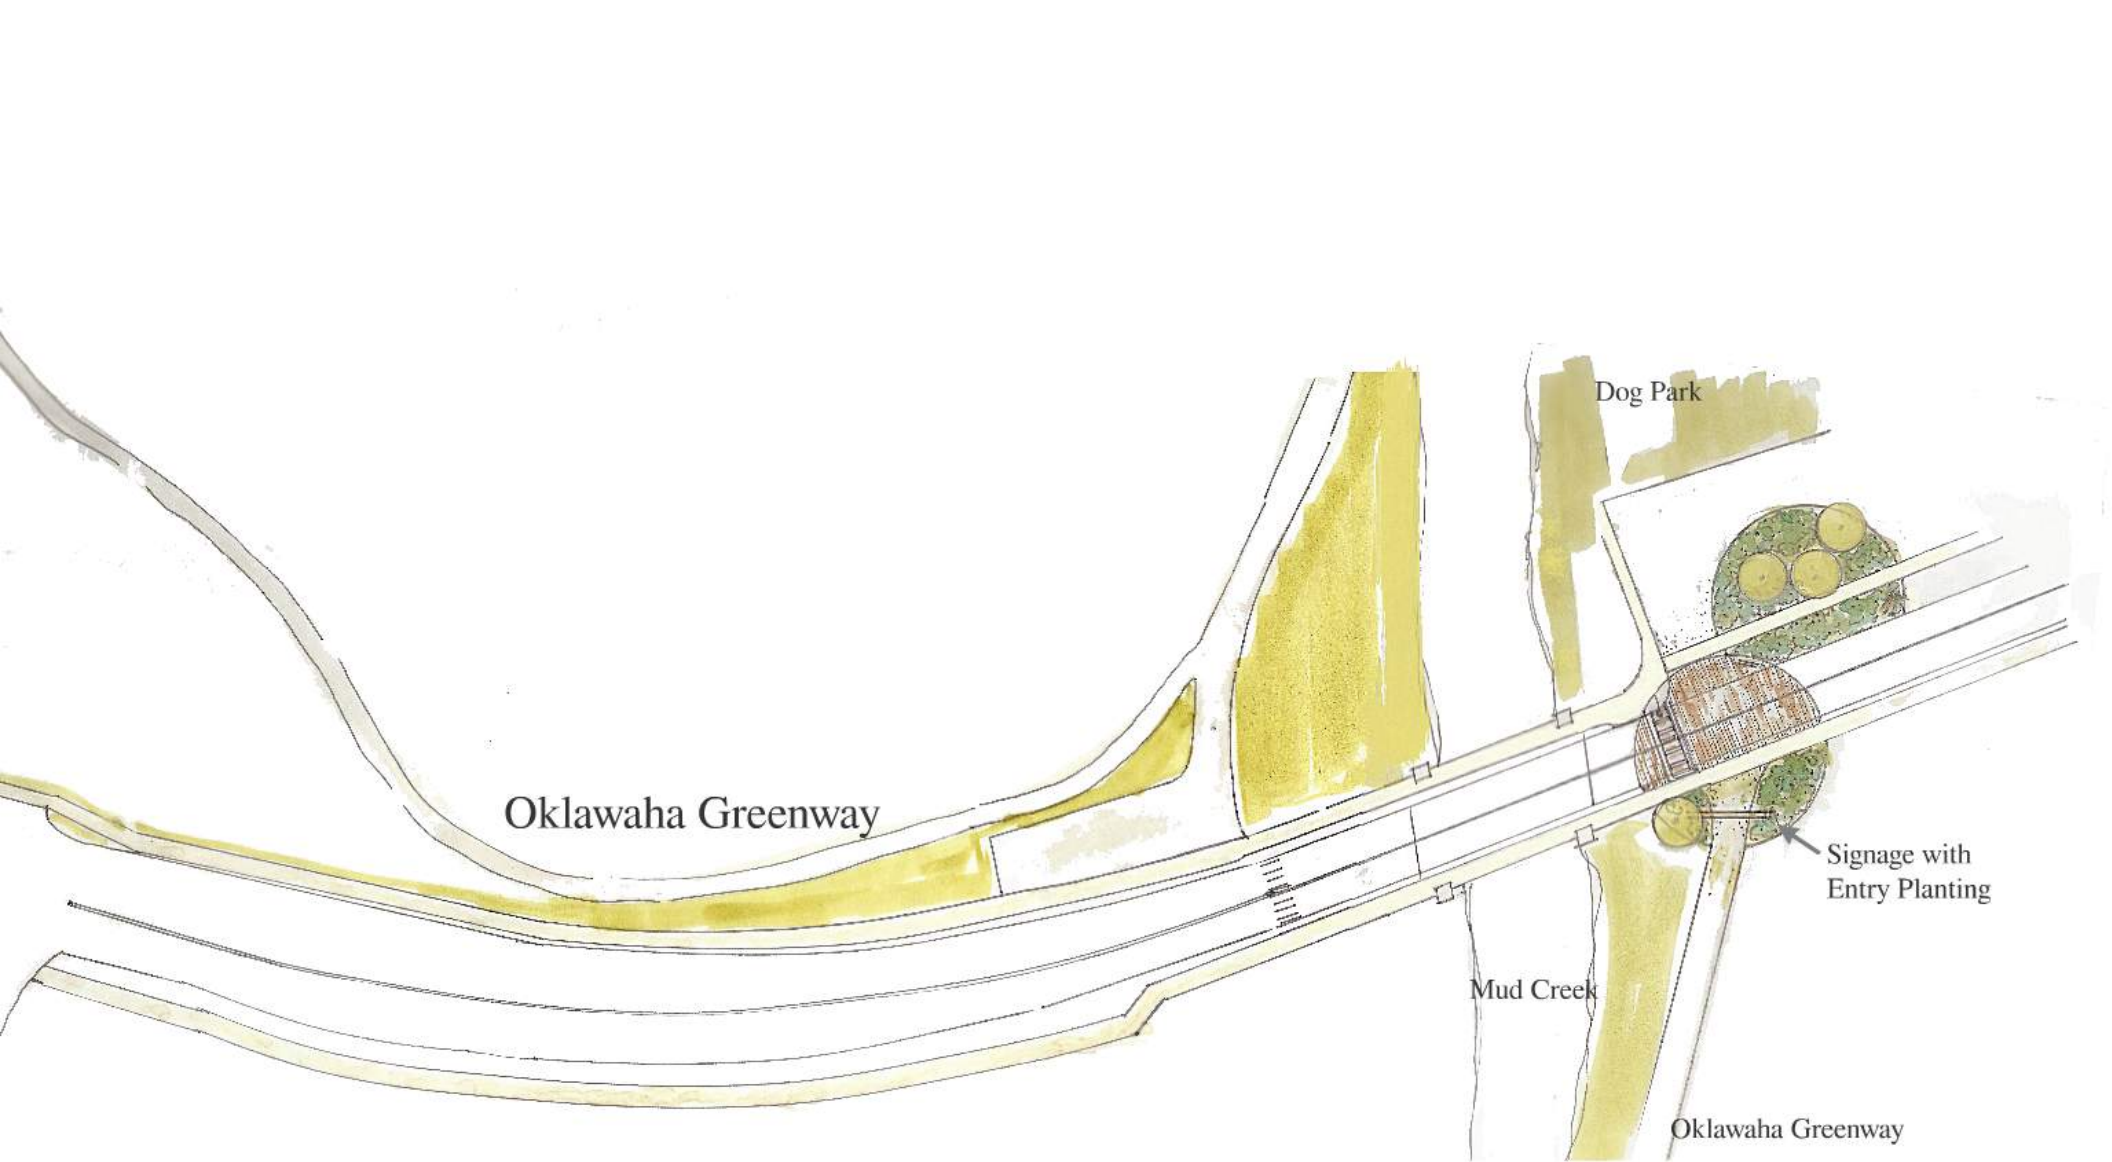 Dog Park
Oklawaha Greenway
Signage with
Entry Planting
Mud Creek
Oklawaha Greenway